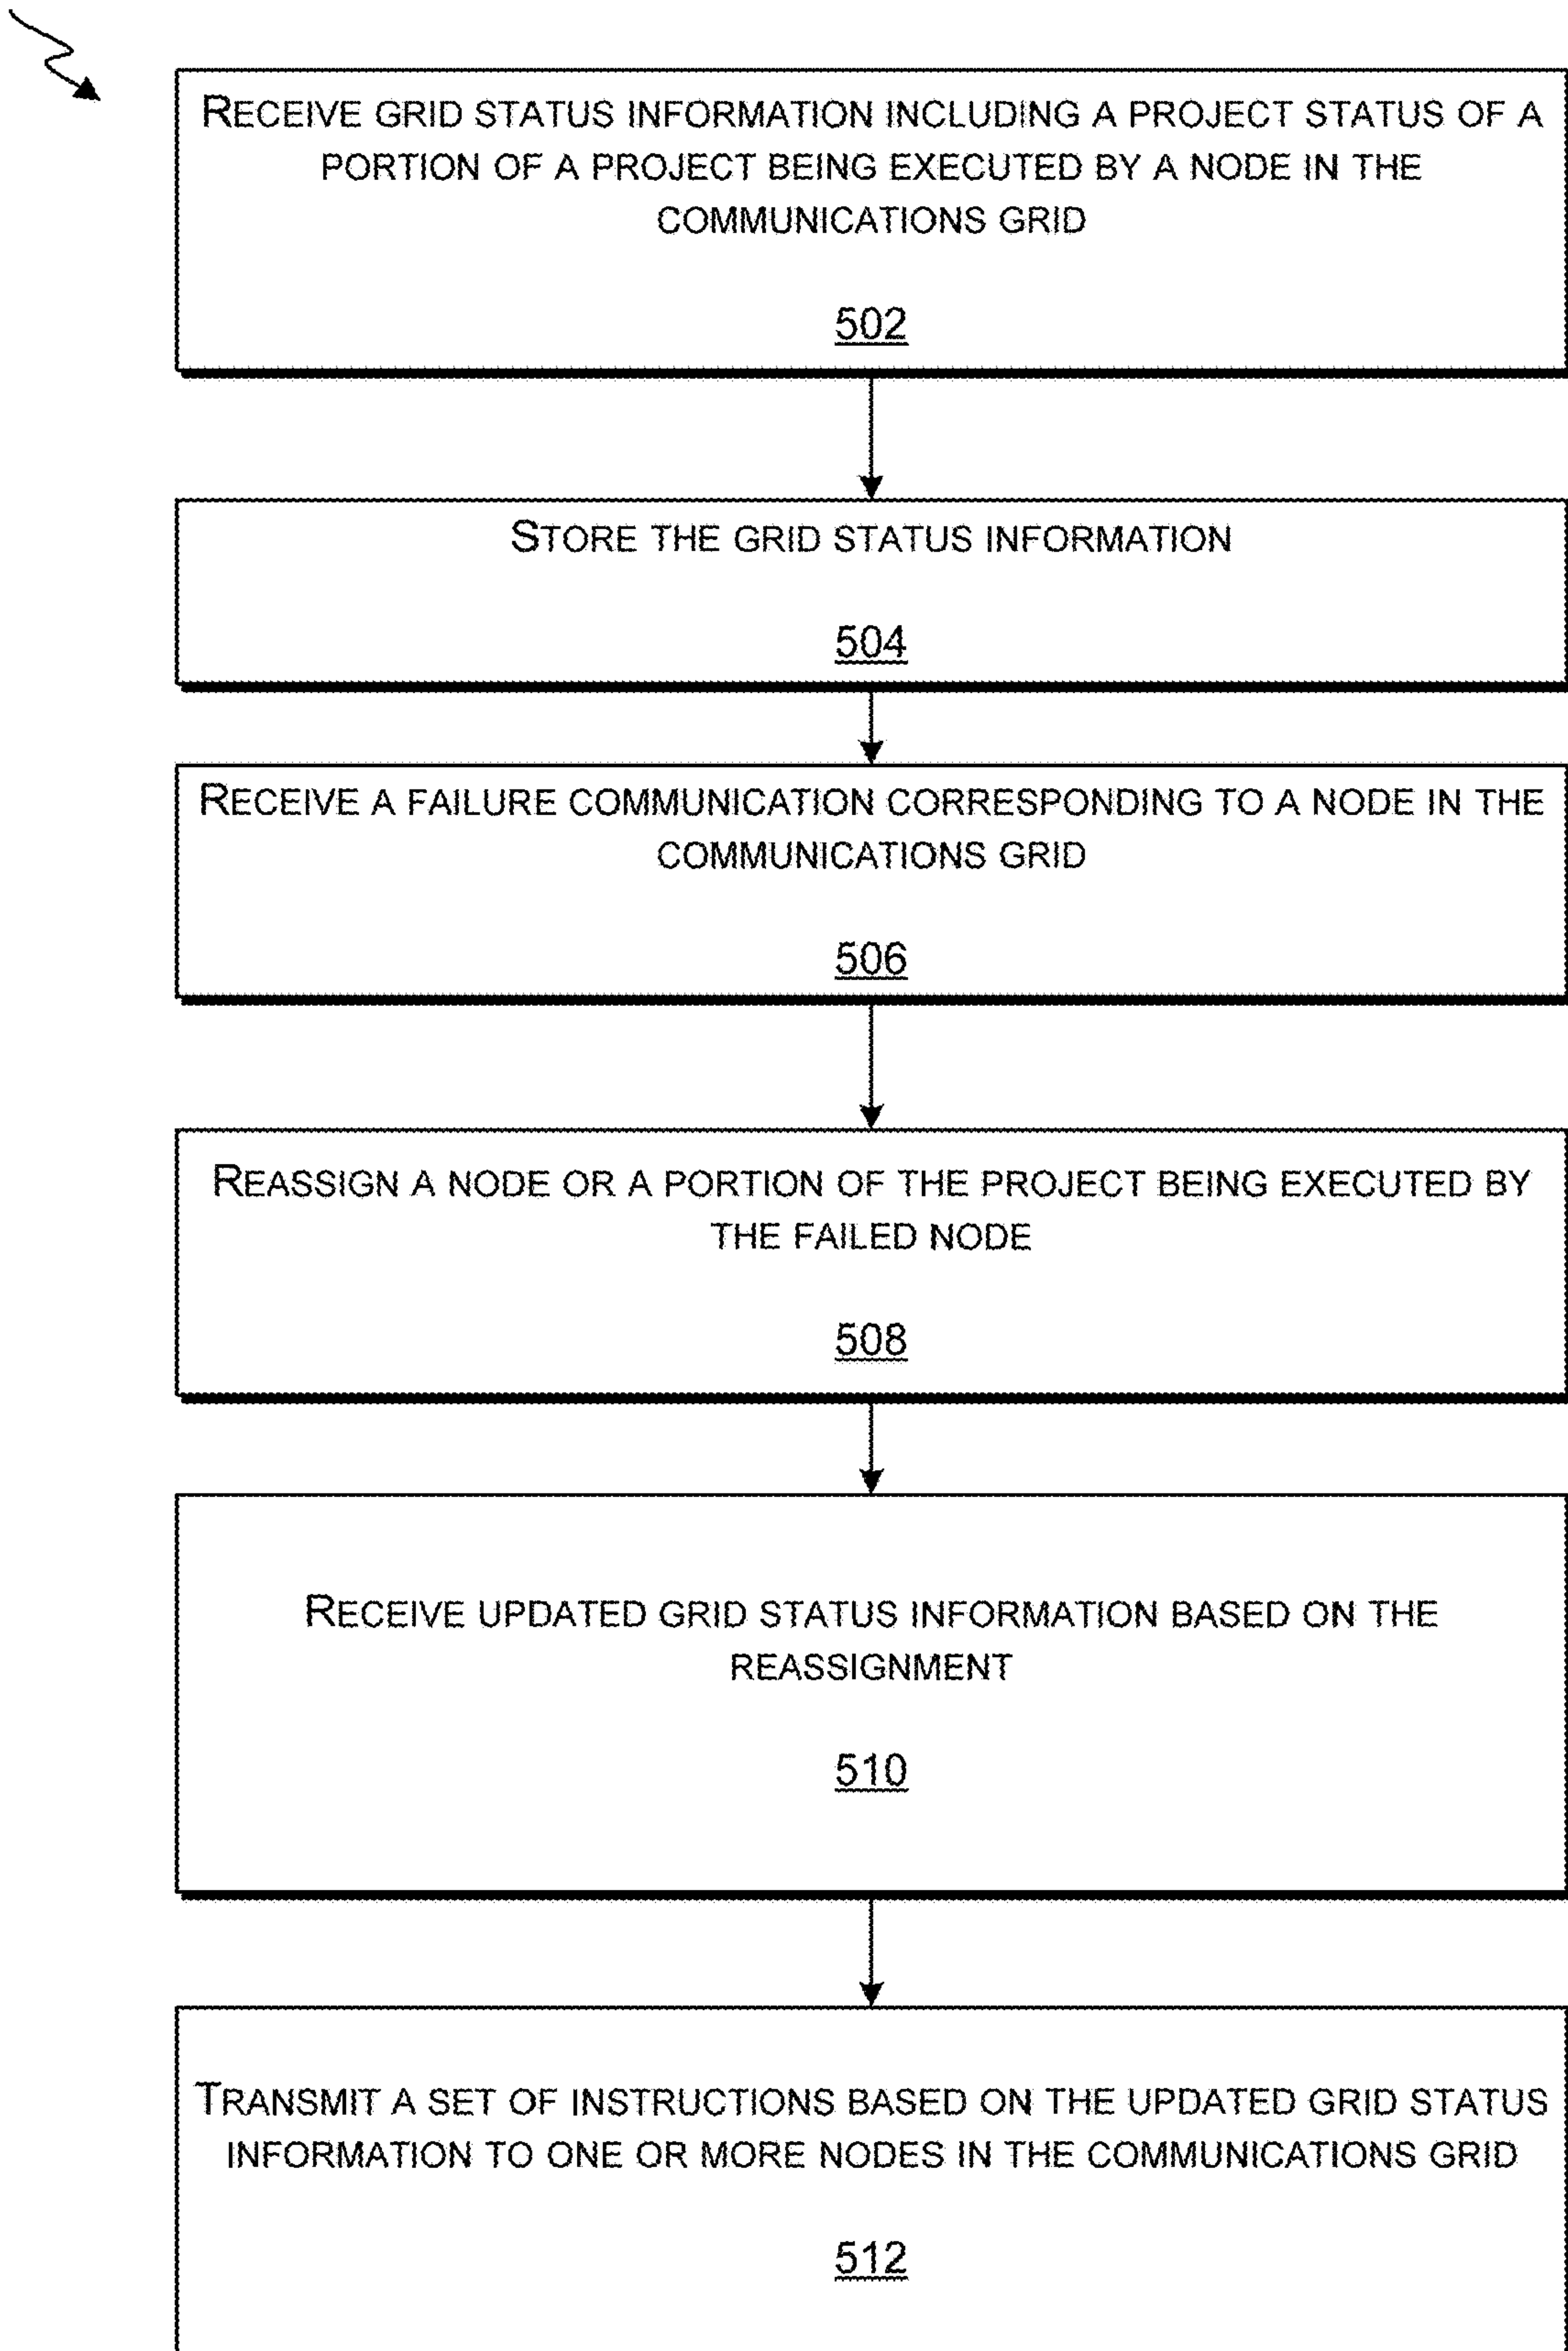 RECEIVE GRID STATUS INFORMATION INCLUDING A PROJECT STATUS OF A
PORTION OF A PROJECT BEING EXECUTED BY A NODE IN THE
COMMUNICATIONS GRID
502
STORE THE GRID STATUS INFORMATION
504
RECEIVE A FAILURE COMMUNICATION CORRESPONDING TO A NODE IN THE
COMMUNICATIONS GRID
506
REASSIGN A NODE OR A PORTION OF THE PROJECT BEING EXECUTED BY
THE FAILED NODE
508
RECEIVE UPDATED GRID STATUS INFORMATION BASED ON THE
REASSIGNMENT
510
TRANSMIT A SET OF INSTRUCTIONS BASED ON THE UPDATED GRID STATUS
INFORMATION TO ONE OR MORE NODES IN THE COMMUNICATIONS GRID
512